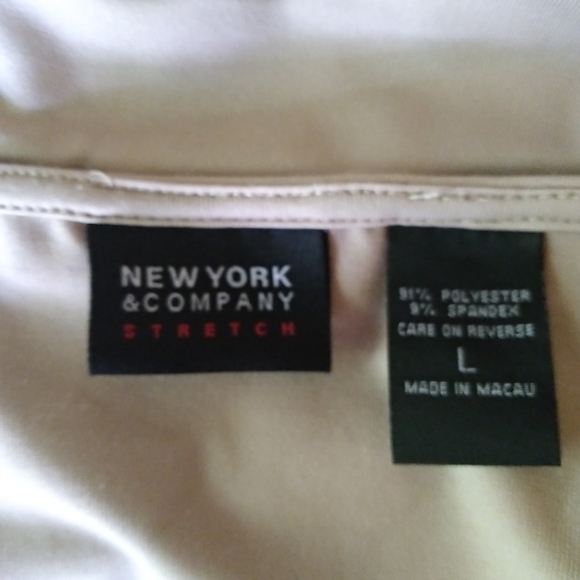 NEW YORK
&COMPANY
STRETCH
91% POLYESTER
9% SPANDEX
CARE ON REVERSE
L
MADE IN MACAU